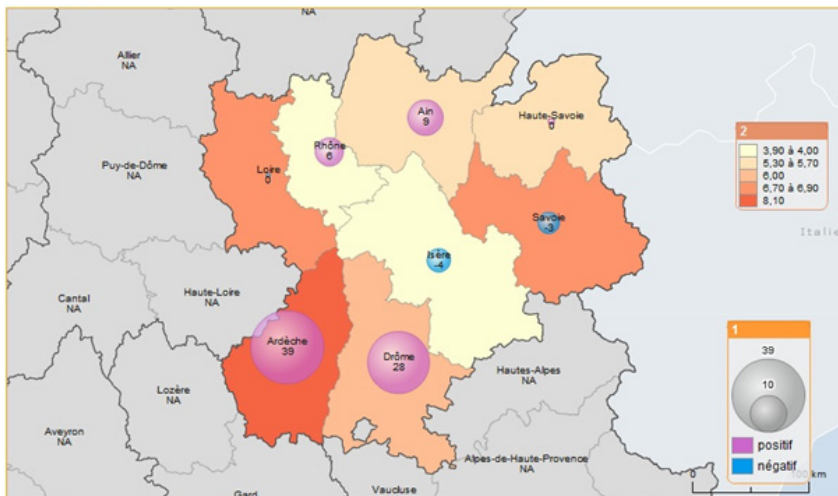 NA
Allier
NA
Ain
9
Haute-Savoie
0
Rhône
6
Puy-de-Dôme
NA
Loire
0
2
3,90 à 4,00
5,30 à 5,70
6,00
6,70 à 6,90
8,10
Savoie
-3
Italie
Isère
-4
Haute-Loire
NA
Cantal
NA
Ardèche
39
Drôme
28
Hautes-Alpes
NA
Lozère
NA
Aveyron
NA
Alpes-de-Haute-Provence
NA
Gard
Vaucluse
1
39
10
positif
négatif
0
100 km